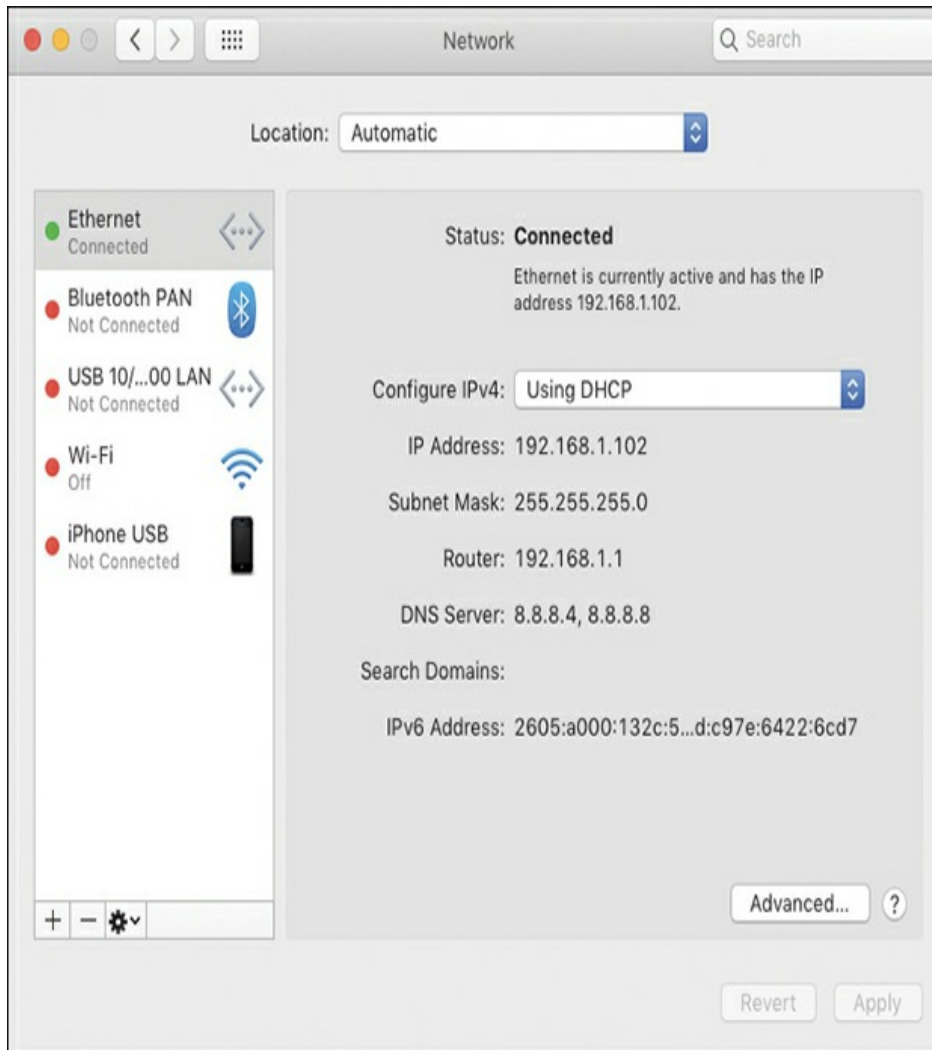 Network
Search
Location: Automatic
Ethernet
Connected
Bluetooth PAN
Not Connected
USB 10/...00 LAN
Not Connected
Wi-Fi
Off
iPhone USB
Not Connected
Status: Connected
Ethernet is currently active and has the IP
address 192.168.1.102.
Configure IPv4: Using DHCP
IP Address: 192.168.1.102
Subnet Mask: 255.255.255.0
Router: 192.168.1.1
DNS Server: 8.8.8.4, 8.8.8.8
Search Domains:
IPv6 Address: 2605:a000:132c:5...d:c97e:6422:6cd7
Advanced... ?
Revert Apply